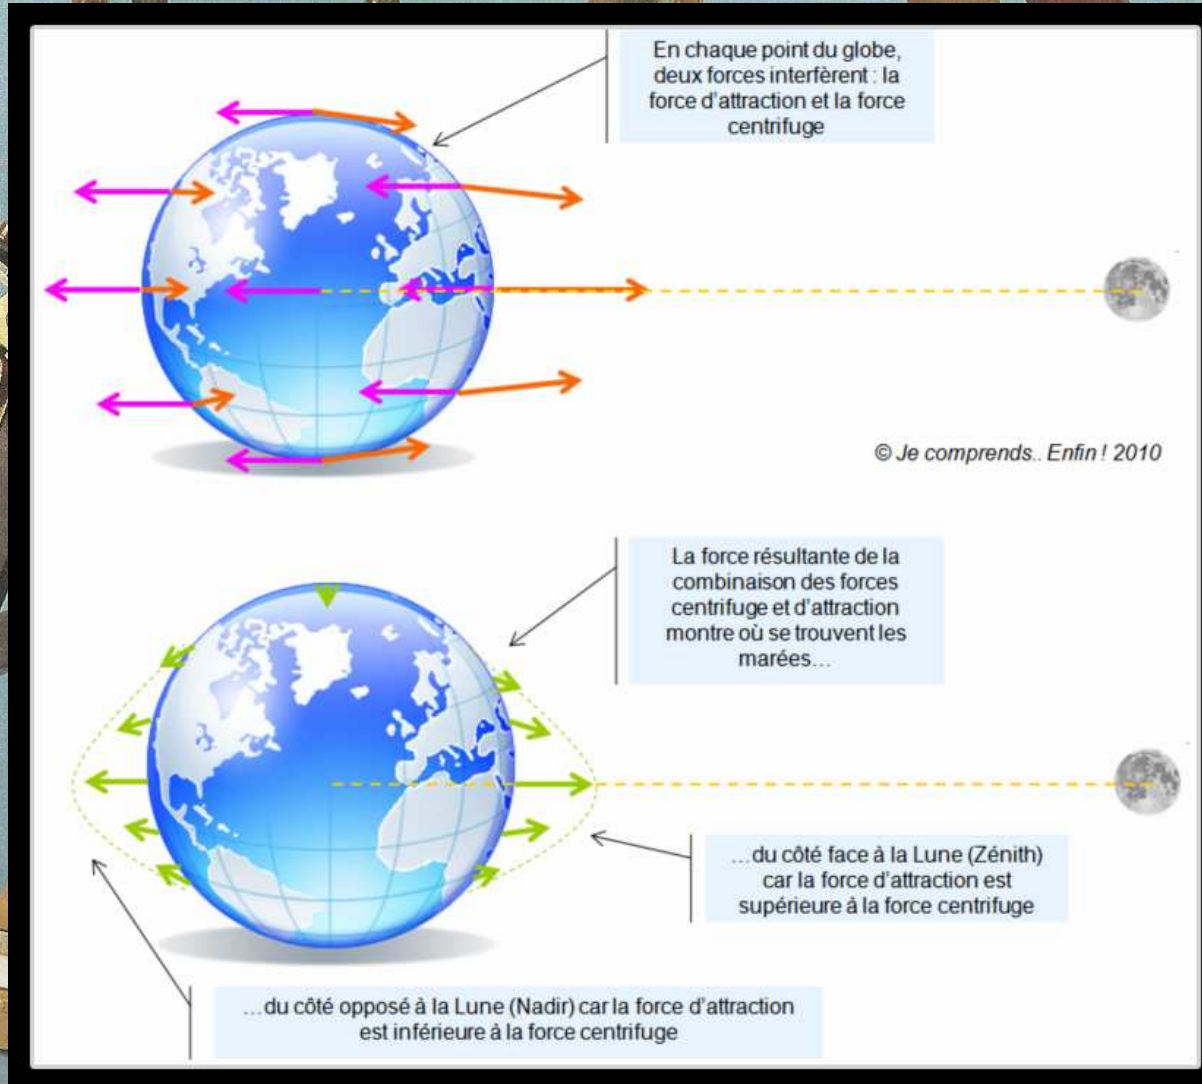 En chaque point du globe,
deux forces interfèrent : la
force d'attraction et la force
centrifuge
© Je comprends.. Enfin ! 2010
La force résultante de la
combinaison des forces
centrifuge et d'attraction
montre où se trouvent les
marées…
…du côté face à la Lune (Zénith)
car la force d'attraction est
supérieure à la force centrifuge
…du côté opposé à la Lune (Nadir) car la force d'attraction
est inférieure à la force centrifuge